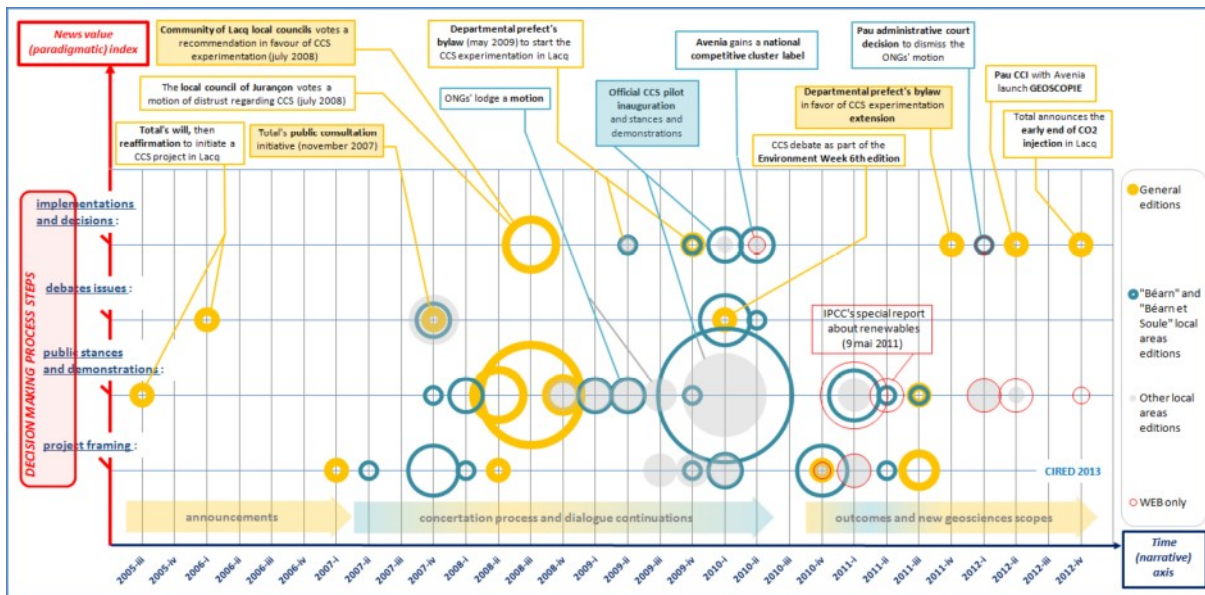 News value
(paradigmatic) index
Community of Lacq local councils votes a
recommendation in favour of CCS
experimentation (july 2008)
The local council of Jurançon votes a
motion of distrust regarding CCS (july 2008)
Total's will, then
reaffirmation to initiate a
CCS project in Lacq
Total's public consultation
initiative (november 2007)
Departmental prefect's
bylaw (may 2009) to start the
CCS experimentation in Lacq
ONGs' lodge a motion
Official CCS pilot
inauguration
and stances and
demonstrations
Avenia gains a national
competitive cluster label
Pau administrative court
decision to dismiss the
ONGs' motion
Departmental prefect's bylaw
in favor of CCS experimentation
extension
CCS debate as part of the
Environment Week 6th edition
Pau CCI with Avenia
launch GEOSCOPIE
Total announces the
early end of CO2
injection in Lacq
DECISION MAKING PROCESS STEPS
implementations
and decisions :
debates issues :
public stances
and demonstrations :
project framing :
IPCC's special report
about renewables
(9 mai 2011)
General
editions
"Béarn" and
"Béarn et
Soule" local
areas
editions
Other local
areas
editions
WEB only
CIRED 2013
announcements
concertation process and dialogue continuations
outcomes and new geosciences scopes
2005-iii
2005-iv
2006-i
2006-ii
2006-iii
2006-iv
2007-i
2007-ii
2007-iii
2007-iv
2008-i
2008-ii
2008-iii
2008-iv
2009-i
2009-ii
2009-iii
2009-iv
2010-i
2010-ii
2010-iii
2010-iv
2011-i
2011-ii
2011-iii
2011-iv
2012-i
2012-ii
2012-iii
2012-iv
Time
(narrative)
axis